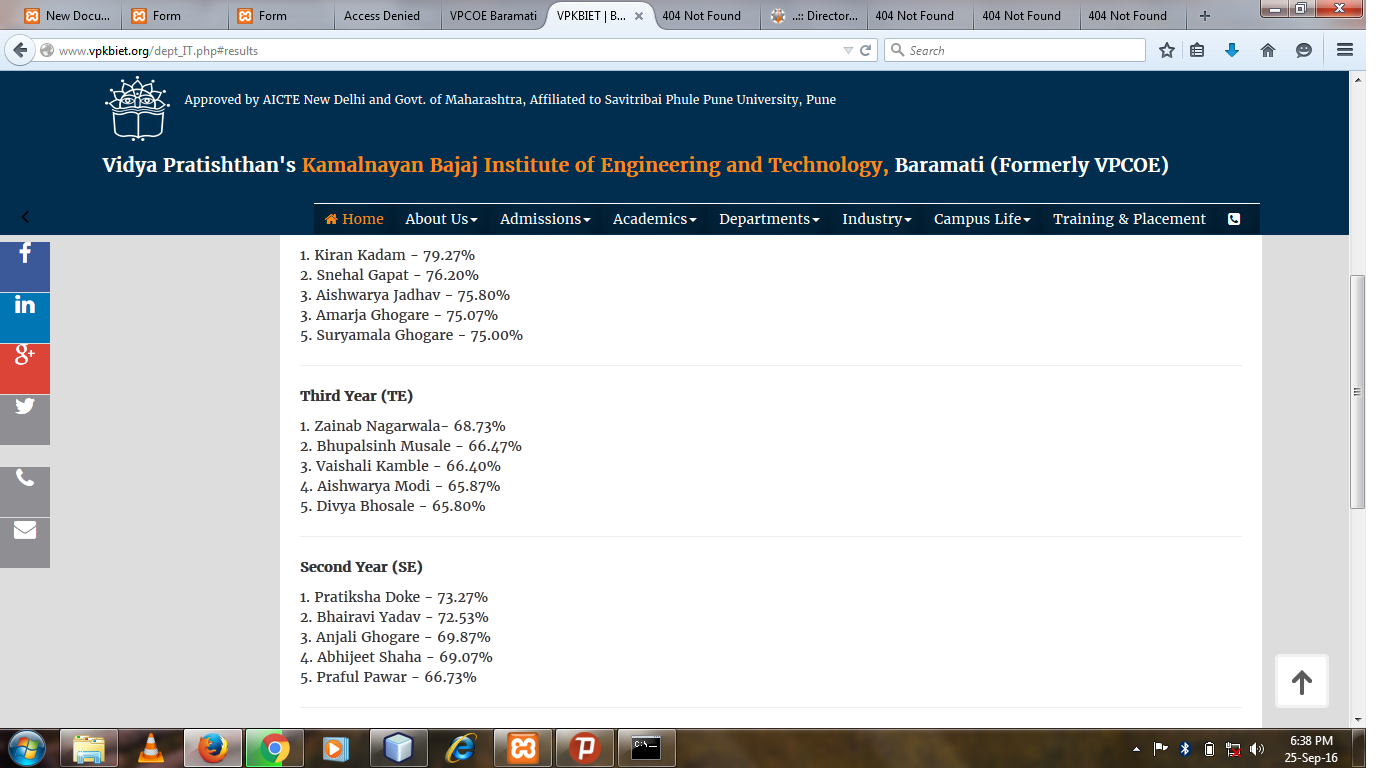 New Docu...
Form
Form
Access Denied
VPCOE Baramati
VPKBIET | B...
404 Not Found
..:: Director...
404 Not Found
404 Not Found
404 Not Found
www.vpkbiet.org/dept_IT.php#results
Search
Approved by AICTE New Delhi and Govt. of Maharashtra, Affiliated to Savitribai Phule Pune University, Pune
Vidya Pratishthan's Kamalnayan Bajaj Institute of Engineering and Technology, Baramati (Formerly VPCOE)
Home About Us Admissions Academics Departments Industry Campus Life Training & Placement
1. Kiran Kadam - 79.27%
2. Snehal Gapat - 76.20%
3. Aishwarya Jadhav - 75.80%
3. Amarja Ghogare - 75.07%
5. Suryamala Ghogare - 75.00%
Third Year (TE)
1. Zainab Nagarwala- 68.73%
2. Bhupalsinh Musale - 66.47%
3. Vaishali Kamble - 66.40%
4. Aishwarya Modi - 65.87%
5. Divya Bhosale - 65.80%
Second Year (SE)
1. Pratiksha Doke - 73.27%
2. Bhairavi Yadav - 72.53%
3. Anjali Ghogare - 69.87%
4. Abhijeet Shaha - 69.07%
5. Praful Pawar - 66.73%
6:38 PM
25-Sep-16